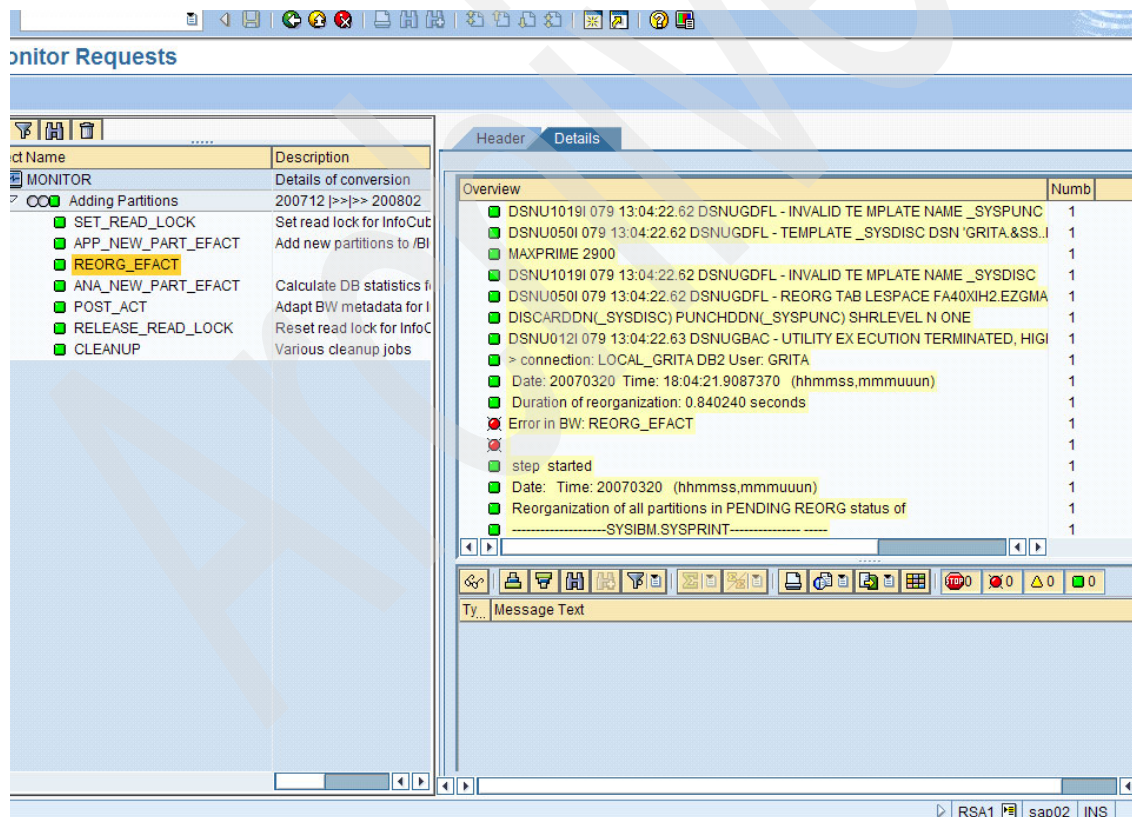 onitor Requests
Header Details
ct Name Description
MONITOR Details of conversion
Adding Partitions 200712 |>>|>> 200802
SET_READ_LOCK Set read lock for InfoCub
APP_NEW_PART_EFACT Add new partitions to /BI
REORG_EFACT
ANA_NEW_PART_EFACT Calculate DB statistics f
POST_ACT Adapt BW metadata for I
RELEASE_READ_LOCK Reset read lock for InfoC
CLEANUP Various cleanup jobs
Overview Numb
DSNU1019I 079 13:04:22.62 DSNUGDFL - INVALID TE MPLATE NAME _SYSPUNC 1
DSNU050I 079 13:04:22.62 DSNUGDFL - TEMPLATE _SYSDISC DSN 'GRITA.&SS..I 1
MAXPRIME 2900 1
DSNU1019I 079 13:04:22.62 DSNUGDFL - INVALID TE MPLATE NAME _SYSDISC 1
DSNU050I 079 13:04:22.62 DSNUGDFL - REORG TAB LESPACE FA40XIH2.EZGMA 1
DISCARDDN(_SYSDISC) PUNCHDDN(_SYSPUNC) SHRLEVEL N ONE 1
DSNU012I 079 13:04:22.63 DSNUGBAC - UTILITY EX ECUTION TERMINATED, HIGI 1
> connection: LOCAL_GRITA DB2 User: GRITA 1
Date: 20070320 Time: 18:04:21.9087370 (hhmmss,mmmuuun) 1
Duration of reorganization: 0.840240 seconds 1
Error in BW: REORG_EFACT 1
1
step started 1
Date: Time: 20070320 (hhmmss,mmmuuun) 1
Reorganization of all partitions in PENDING REORG status of 1
--------------------SYSIBM.SYSPRINT--------------- ----- 1
STOP 0 0 0 0
Ty... Message Text
RSA1 sap02 INS